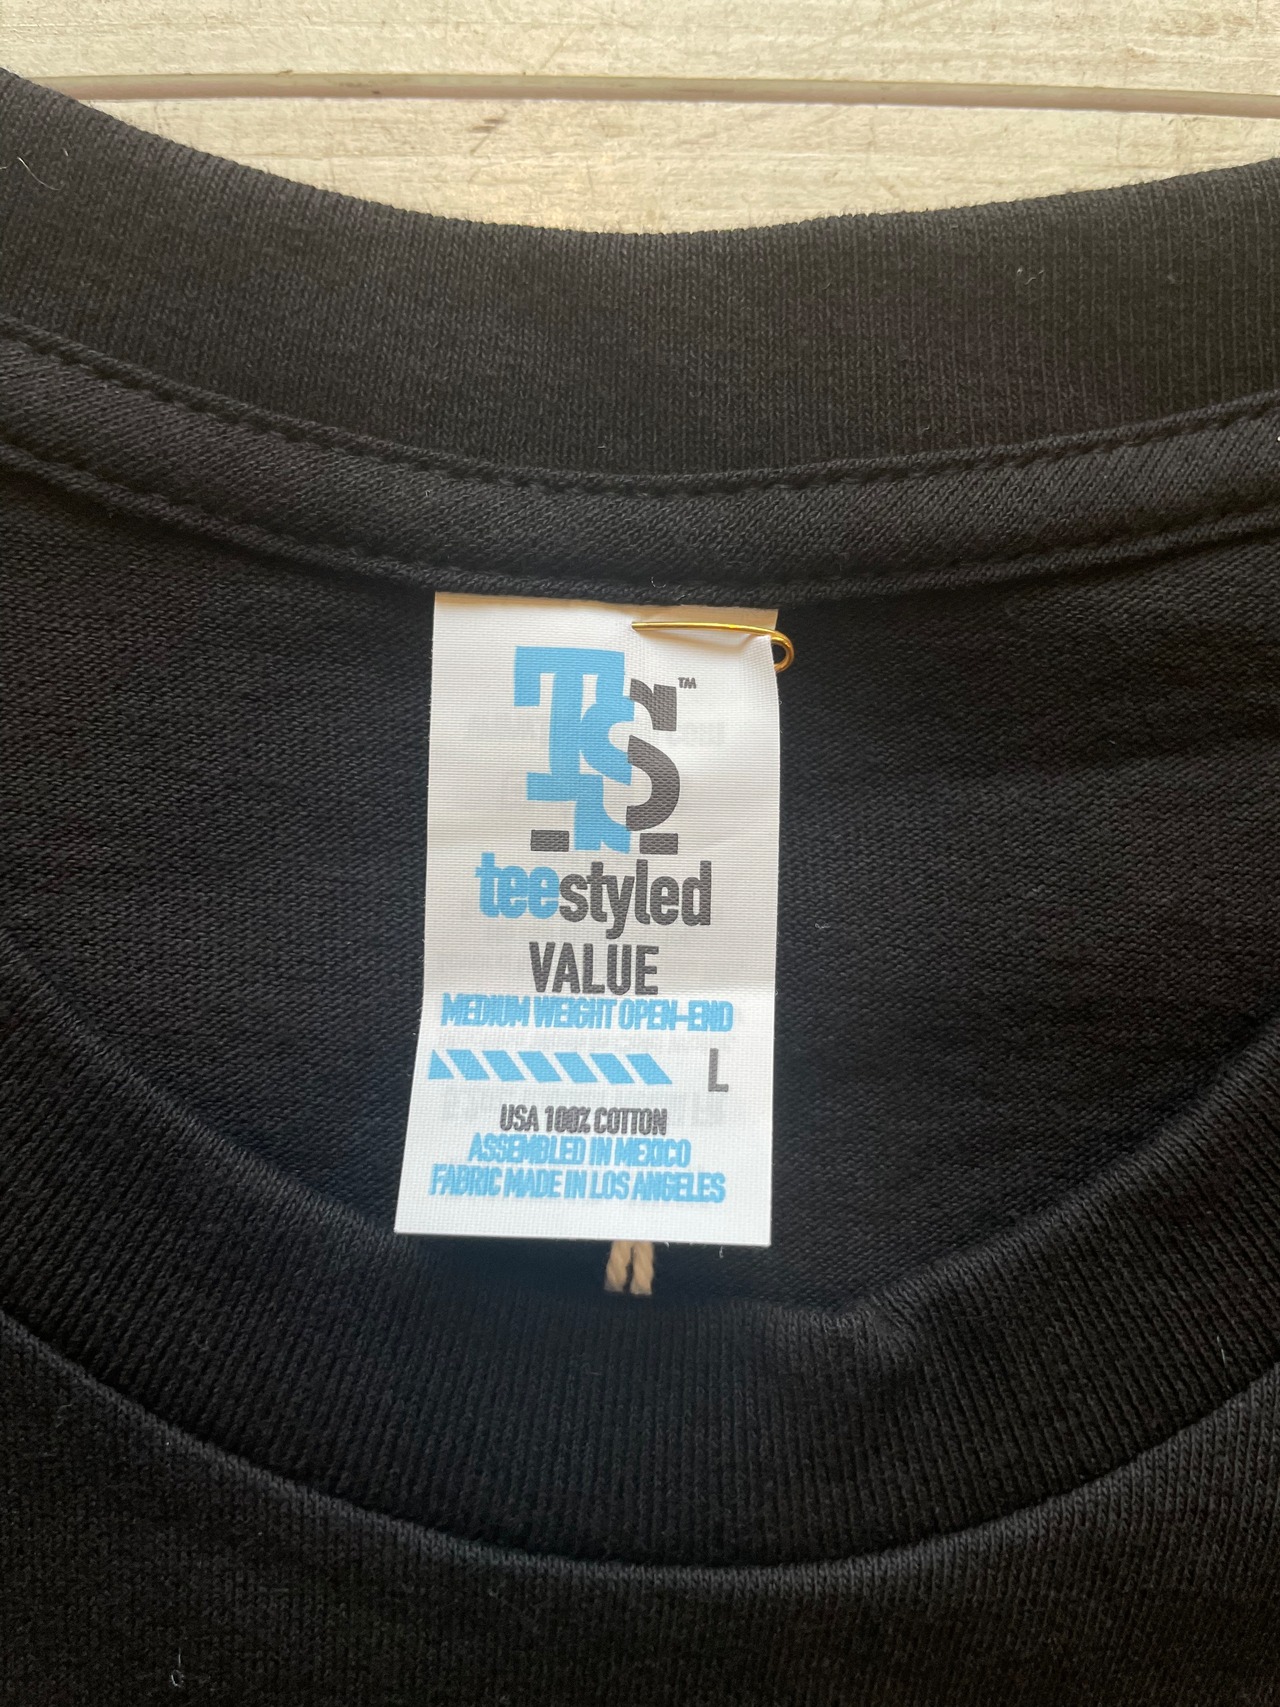 TS™
teestyled
VALUE
MEDIUM WEIGHT OPEN-END
L
USA 100% COTTON
ASSEMBLED IN MEXICO
FABRIC MADE IN LOS ANGELES